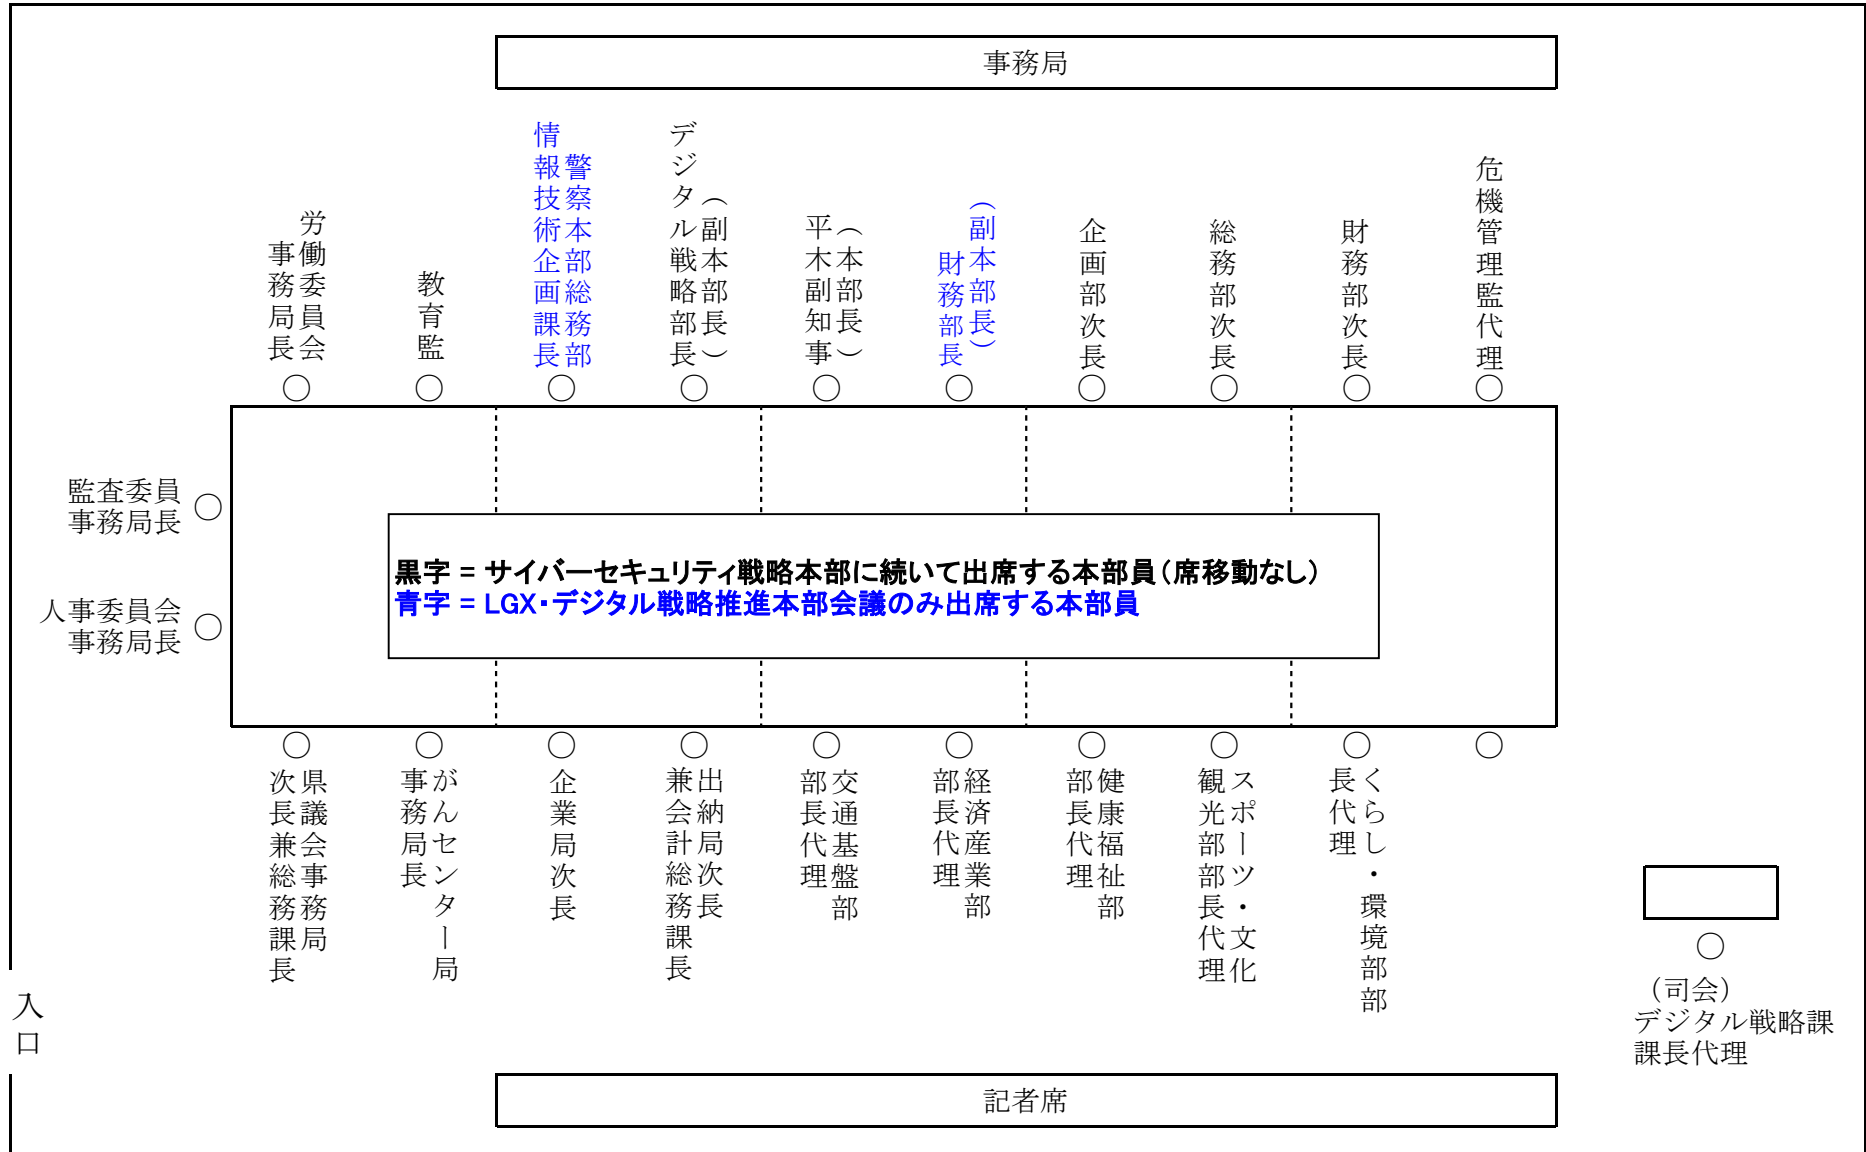 事務局
労働委員会
事務局長
教育監
警察本部総務部
情報技術企画課長
（副本部長）
デジタル戦略部長
（本部長）
平木副知事
（副本部長）
財務部長
企画部次長
総務部次長
財務部次長
危機管理監代理
監査委員
事務局長
人事委員会
事務局長
黒字 = サイバーセキュリティ戦略本部に続いて出席する本部員（席移動なし）
青字 = LGX・デジタル戦略推進本部会議のみ出席する本部員
県議会事務局
次長兼総務課長
がんセンター局
事務局長
企業局次長
出納局次長
兼会計総務課長
交通基盤部
部長代理
経済産業部
部長代理
健康福祉部
部長代理
スポーツ・文化
観光部部長代理
くらし・環境部部
長代理
（司会）
デジタル戦略課
課長代理
入口
記者席